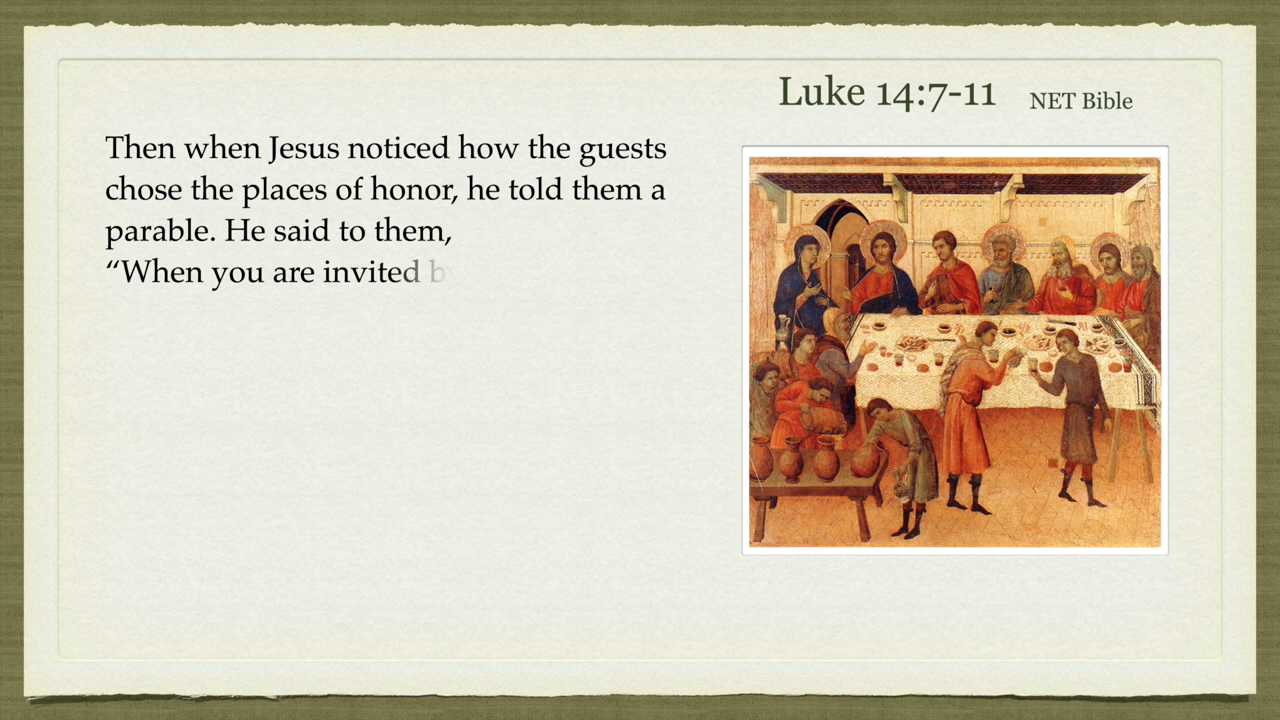 Luke 14:7-11 NET Bible
Then when Jesus noticed how the guests
chose the places of honor, he told them a
parable. He said to them,
“When you are invited b